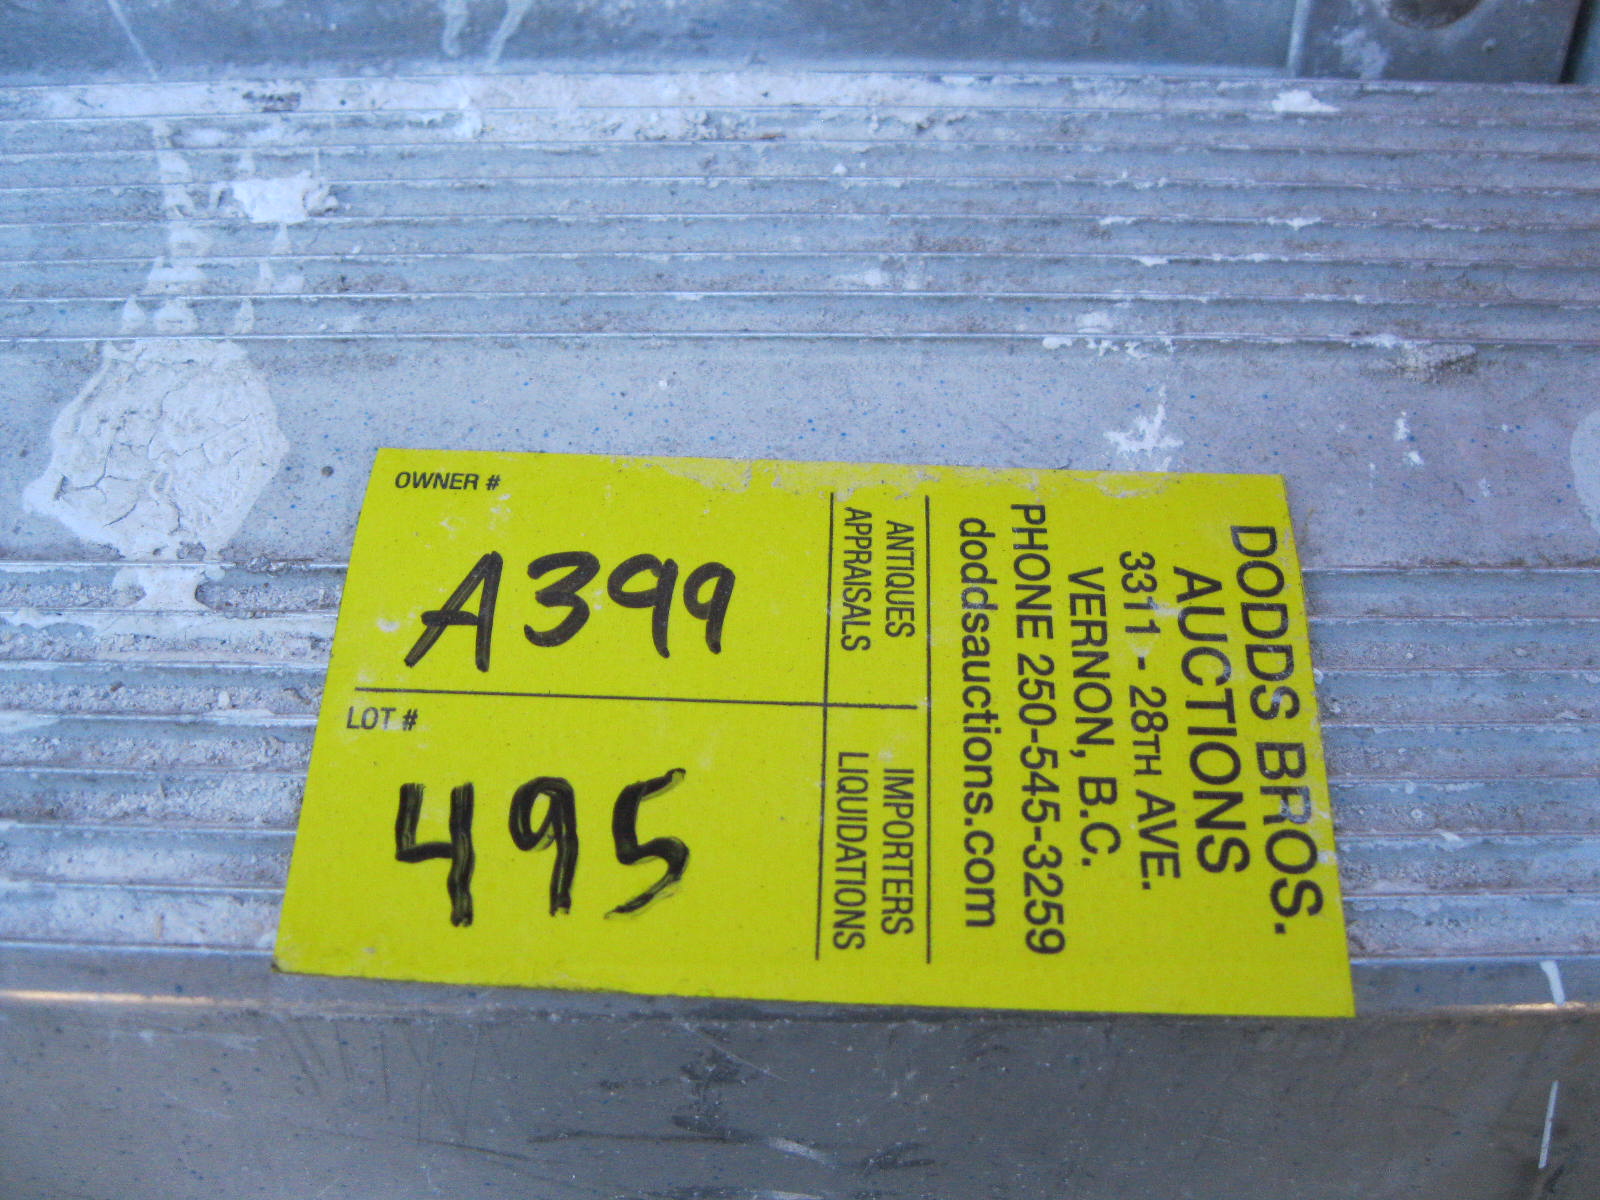 OWNER #
A399
LOT #
495
DODDS BROS.
AUCTIONS
3311 - 28TH AVE.
VERNON, B.C.
PHONE 250-545-3259
doddsauctions.com
ANTIQUES
APPRAISALS
IMPORTERS
LIQUIDATIONS